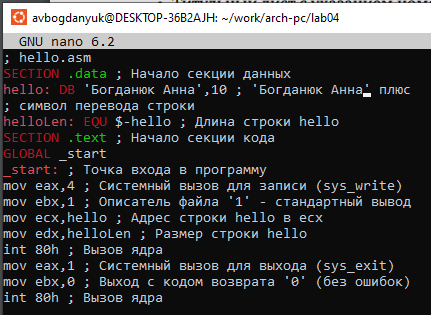 avbogdanyuk@DESKTOP-36B2AJH: ~/work/arch-pc/lab04
GNU nano 6.2
; hello.asm
SECTION .data ; Начало секции данных
hello: DB 'Богданюк Анна',10 ; 'Богданюк Анна' плюс
; символ перевода строки
helloLen: EQU $-hello ; Длина строки hello
SECTION .text ; Начало секции кода
GLOBAL _start
_start: ; Точка входа в программу
mov eax,4 ; Системный вызов для записи (sys_write)
mov ebx,1 ; Описатель файла '1' - стандартный вывод
mov ecx,hello ; Адрес строки hello в ecx
mov edx,helloLen ; Размер строки hello
int 80h ; Вызов ядра
mov eax,1 ; Системный вызов для выхода (sys_exit)
mov ebx,0 ; Выход с кодом возврата '0' (без ошибок)
int 80h ; Вызов ядра